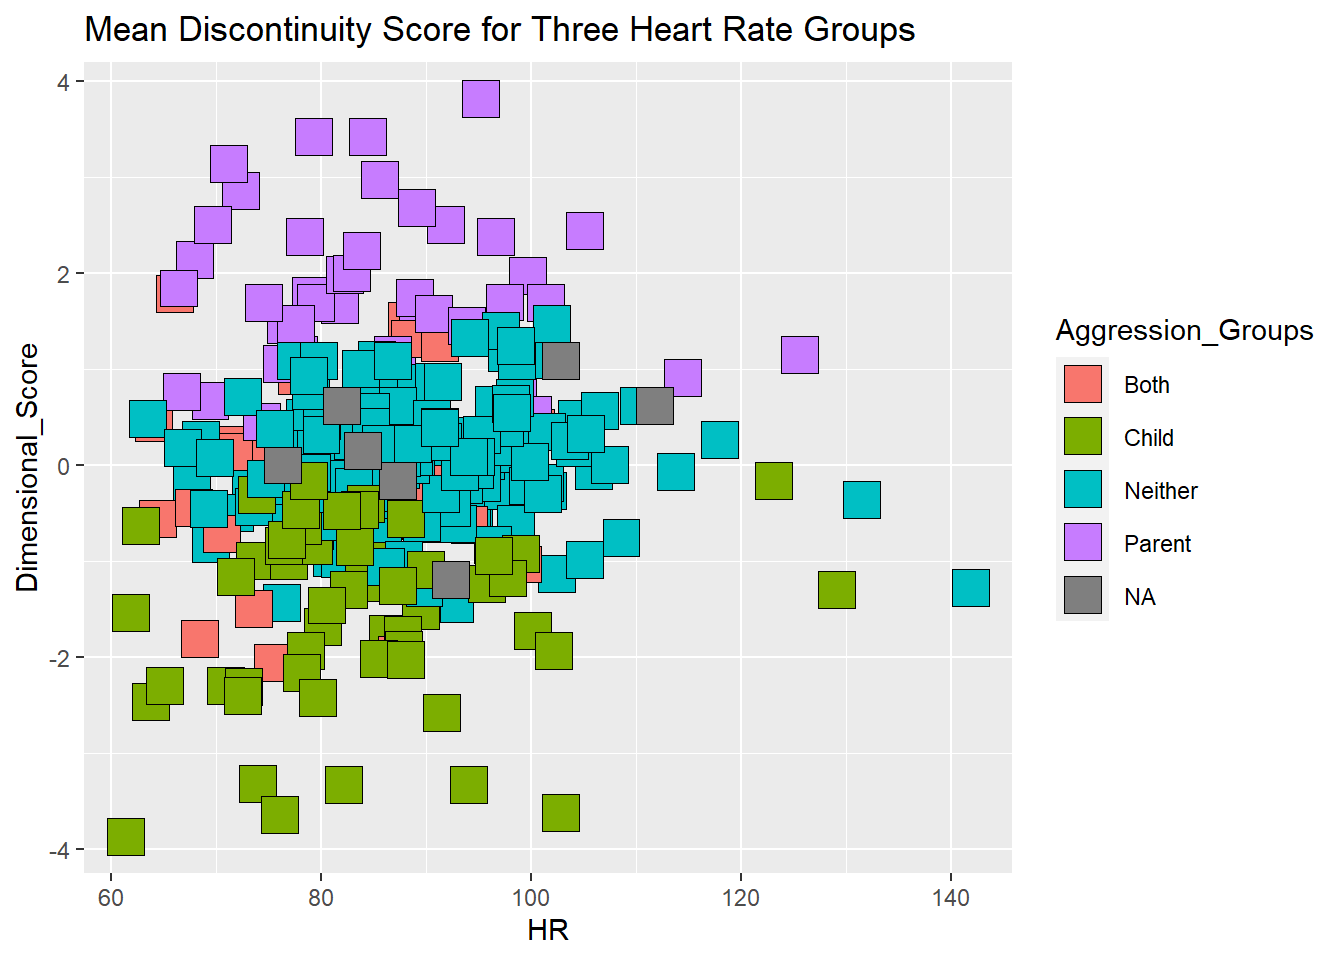 Mean Discontinuity Score for Three Heart Rate Groups
4
2
0
-2
-4
Dimensional_Score
60 80 100 120 140
HR
Aggression_Groups
Both
Child
Neither
Parent
NA